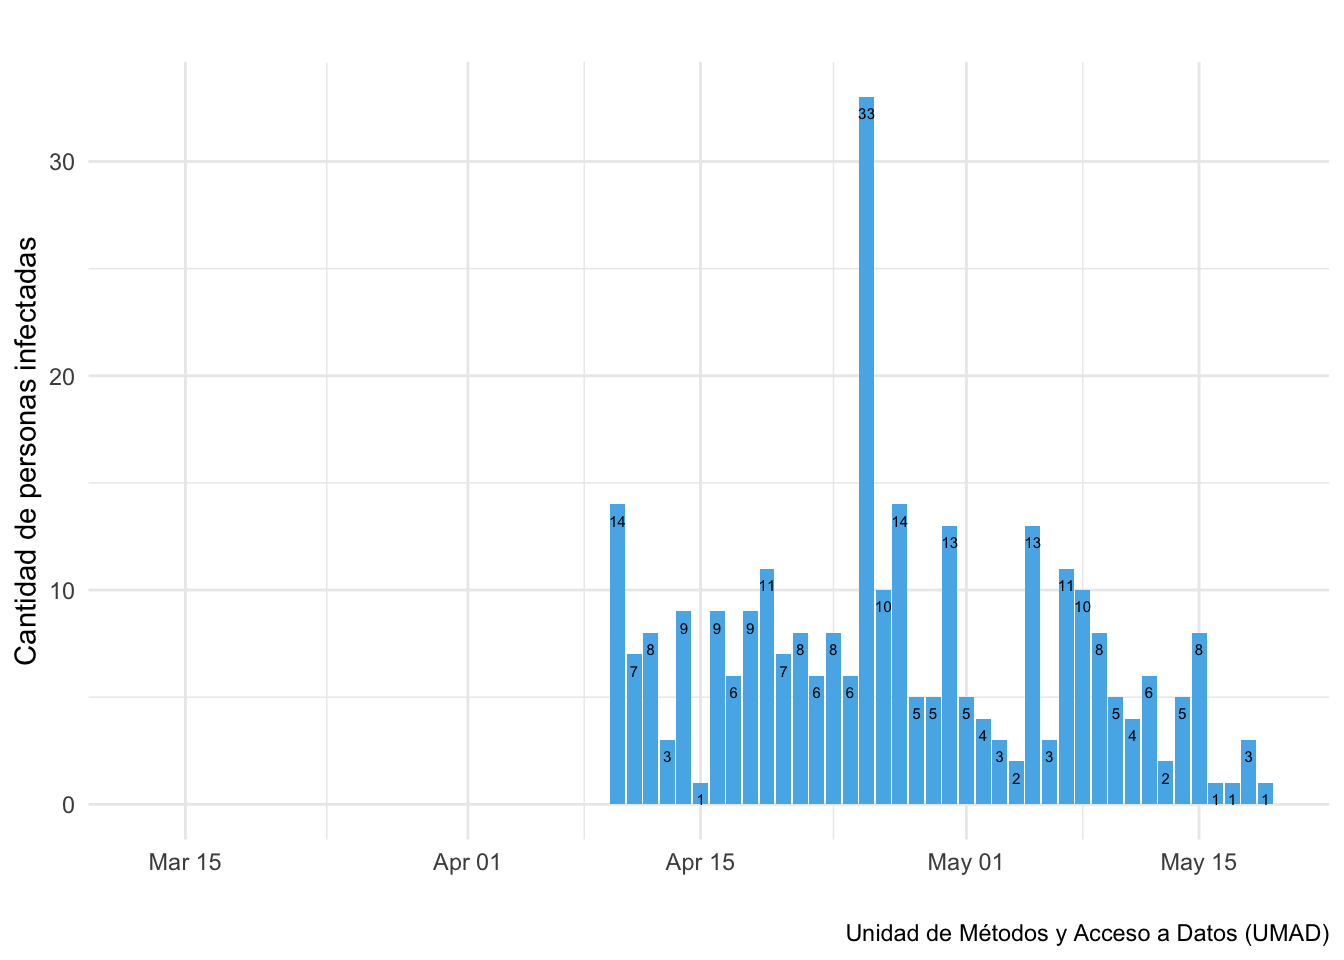 Cantidad de personas infectadas
30
20
10
0
14 7 8 3 9 1 9 6 9 11 7 8 6 8 6 33 10 14 5 5 13 5 4 3 2 13 3 11 10 8 5 4 6 2 5 8 1 1 3 1
Mar 15 Apr 01 Apr 15 May 01 May 15
Unidad de Métodos y Acceso a Datos (UMAD)